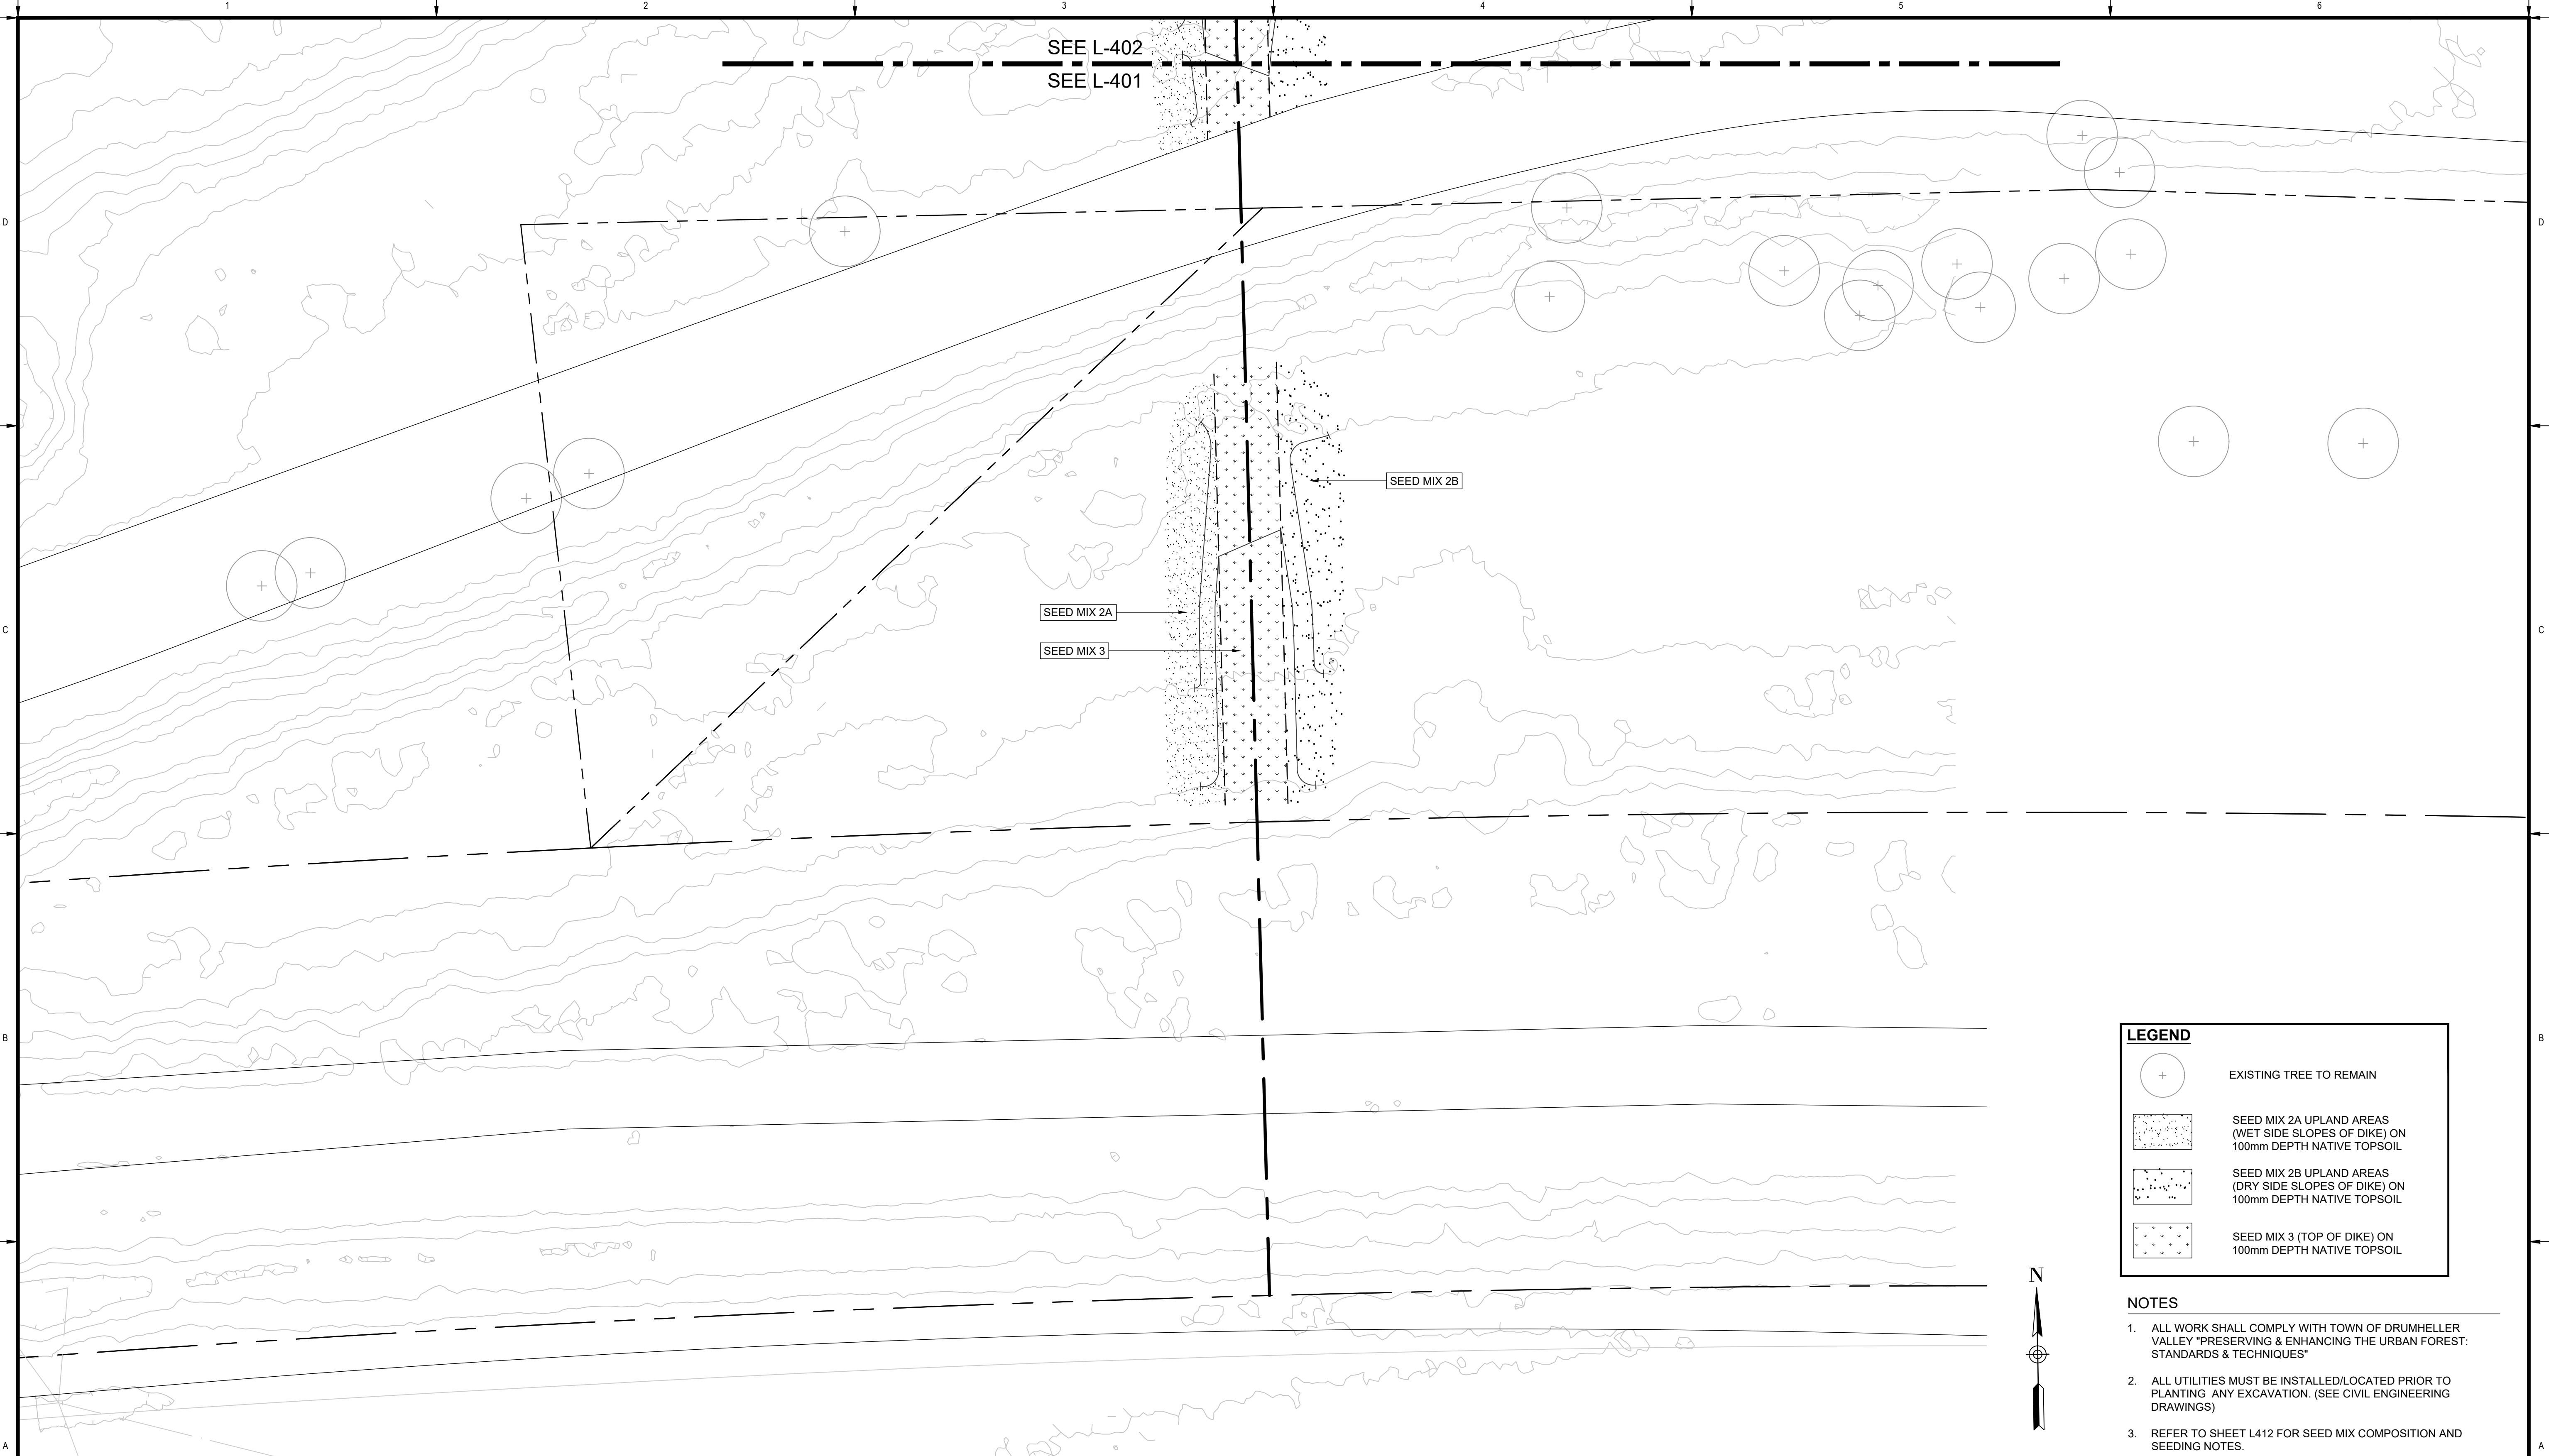 1 2 3 4 5 6
SEE L-402
SEE L-401
D D
SEED MIX 2B
SEED MIX 2A
C C
SEED MIX 3
B B
LEGEND
EXISTING TREE TO REMAIN
SEED MIX 2A UPLAND AREAS
(WET SIDE SLOPES OF DIKE) ON
100mm DEPTH NATIVE TOPSOIL
SEED MIX 2B UPLAND AREAS
(DRY SIDE SLOPES OF DIKE) ON
100mm DEPTH NATIVE TOPSOIL
SEED MIX 3 (TOP OF DIKE) ON
100mm DEPTH NATIVE TOPSOIL
N
NOTES
1. ALL WORK SHALL COMPLY WITH TOWN OF DRUMHELLER
VALLEY "PRESERVING & ENHANCING THE URBAN FOREST:
STANDARDS & TECHNIQUES"
2. ALL UTILITIES MUST BE INSTALLED/LOCATED PRIOR TO
PLANTING ANY EXCAVATION. (SEE CIVIL ENGINEERING
DRAWINGS)
3. REFER TO SHEET L412 FOR SEED MIX COMPOSITION AND
SEEDING NOTES.
A A